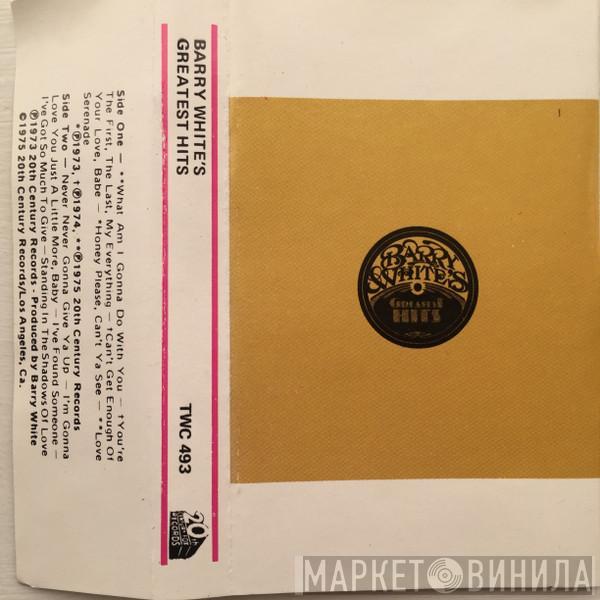 BARRY WHITE'S
GREATEST HITS
TWC 493
20th
CENTURY
RECORDS
Side One — **What Am I Gonna Do With You — †You're
The First, The Last, My Everything — †Can't Get Enough Of
Your Love, Babe — *Honey Please, Can't Ya See — **Love
Serenade
*℗1973, †℗1974, **℗1975 20th Century Records
Side Two — Never Never Gonna Give Ya Up — I'm Gonna
Love You Just A Little More, Baby — I've Found Someone —
I've Got So Much To Give — Standing In The Shadows Of Love
℗1973 20th Century Records - Produced by Barry White
©1975 20th Century Records/Los Angeles, Ca.
BARRY
WHITE'S
GREATEST
HITS
МАРКЕТ ВИНИЛА